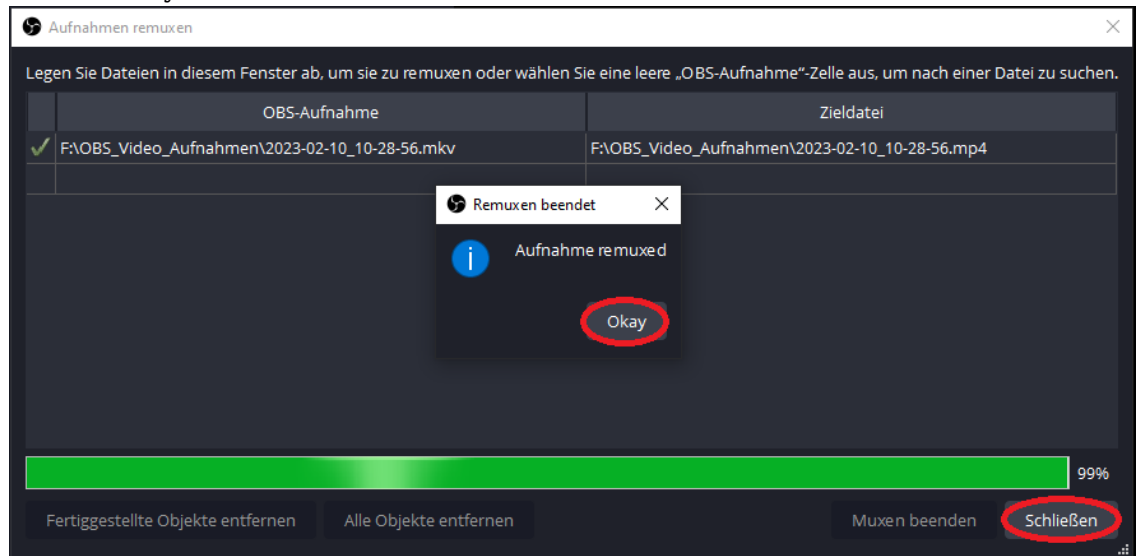 Aufnahmen remuxen
Legen Sie Dateien in diesem Fenster ab, um sie zu remuxen oder wählen Sie eine leere „OBS-Aufnahme“-Zelle aus, um nach einer Datei zu suchen.
OBS-Aufnahme Zieldatei
F:\OBS_Video_Aufnahmen\2023-02-10_10-28-56.mkv F:\OBS_Video_Aufnahmen\2023-02-10_10-28-56.mp4
Remuxen beendet
Aufnahme remuxed
Okay
99%
Fertiggestellte Objekte entfernen Alle Objekte entfernen Muxen beenden Schließen